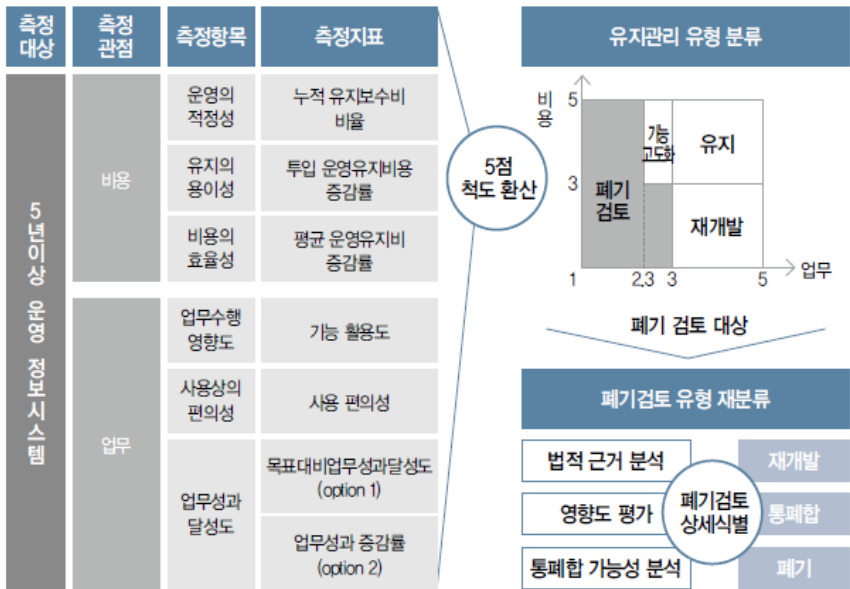 측정
대상
측정
관점
측정항목
측정지표
5년이상 운영 정보시스템
비용
운영의
적정성
누적 유지보수비
비율
유지의
용이성
투입 운영유지비용
증감률
비용의
효율성
평균 운영유지비
증감률
업무
업무수행
영향도
기능 활용도
사용상의
편의성
사용 편의성
업무성과
달성도
목표대비업무성과달성도
(option 1)
업무성과 증감률
(option 2)
5점
척도 환산
유지관리 유형 분류
비용
5
3
1
2.3
3
5
업무
폐기
검토
기능
고도화
유지
재개발
폐기 검토 대상
폐기검토 유형 재분류
법적 근거 분석
영향도 평가
통폐합 가능성 분석
폐기검토
상세식별
재개발
통폐합
폐기